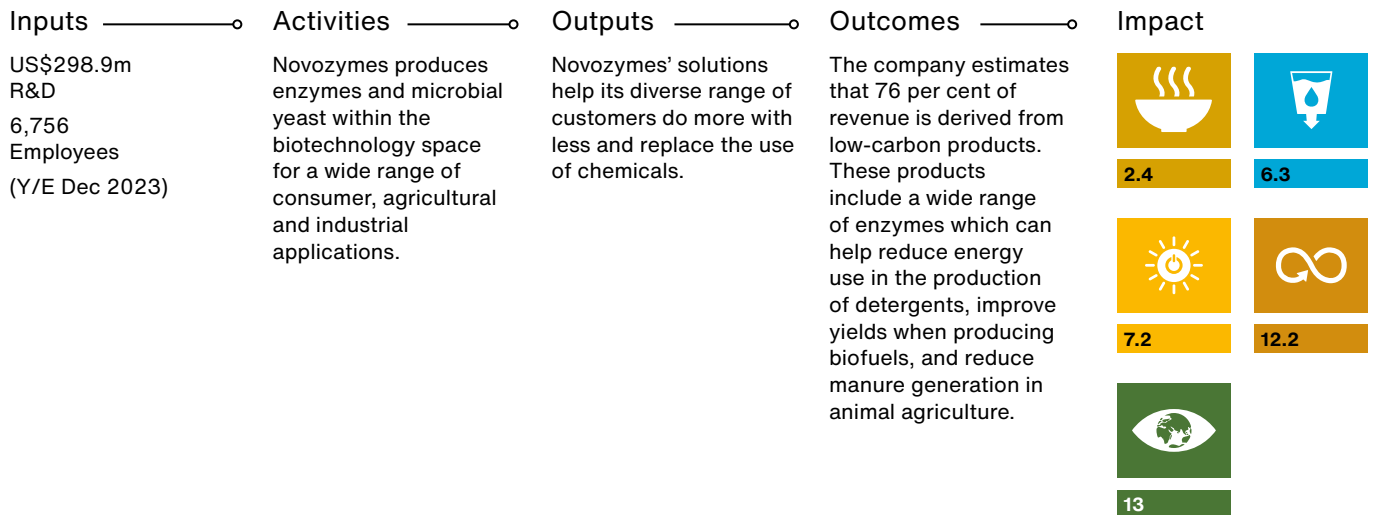 Inputs
US$298.9m
R&D
6,756
Employees
(Y/E Dec 2023)
Activities
Novozymes produces
enzymes and microbial
yeast within the
biotechnology space
for a wide range of
consumer, agricultural
and industrial
applications.
Outputs
Novozymes’ solutions
help its diverse range of
customers do more with
less and replace the use
of chemicals.
Outcomes
The company estimates
that 76 per cent of
revenue is derived from
low-carbon products.
These products
include a wide range
of enzymes which can
help reduce energy
use in the production
of detergents, improve
yields when producing
biofuels, and reduce
manure generation in
animal agriculture.
Impact
2.4
6.3
7.2
12.2
13